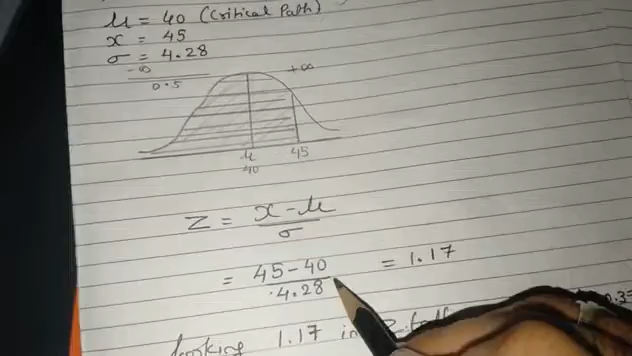 μ = 40 (Critical Path)
x = 45
σ = 4.28
-∞
0.5
+∞
μ 45
40
Z = x - μ / σ
= 45 - 40 / 4.28 = 1.17
looking 1.17 in Z